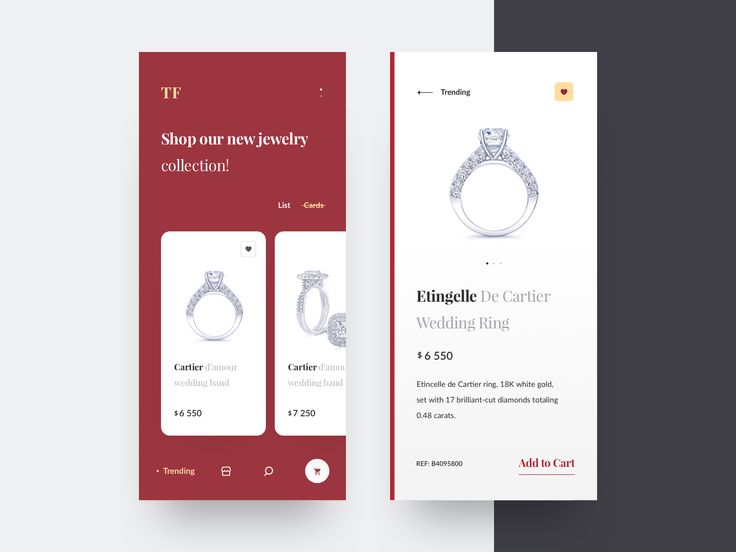 TF
Shop our new jewelry
collection!
List Cards
Cartier d'amour
wedding band
$ 6 550
Cartier d'amou
wedding band
$ 7 250
Trending
Trending
Etingelle De Cartier
Wedding Ring
$ 6 550
Etincelle de Cartier ring, 18K white gold,
set with 17 brilliant-cut diamonds totaling
0.48 carats.
REF: B4095800
Add to Cart